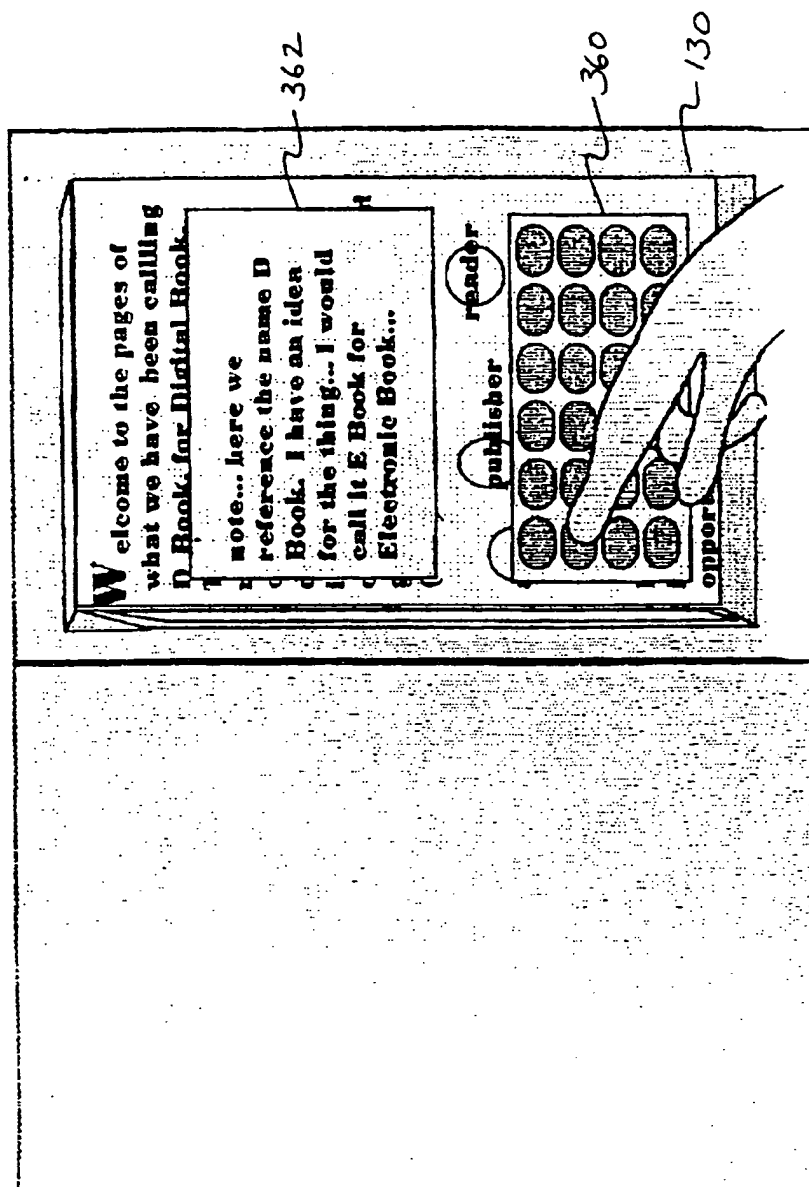 Welcome to the pages of
what we have been callling
D Book, for Digital Book.
note... here we
reference the name D
Book. I have an idea
for the thing... I would
call it E Book for
Electronic Book...
publisher
reader
oppor
362
360
130